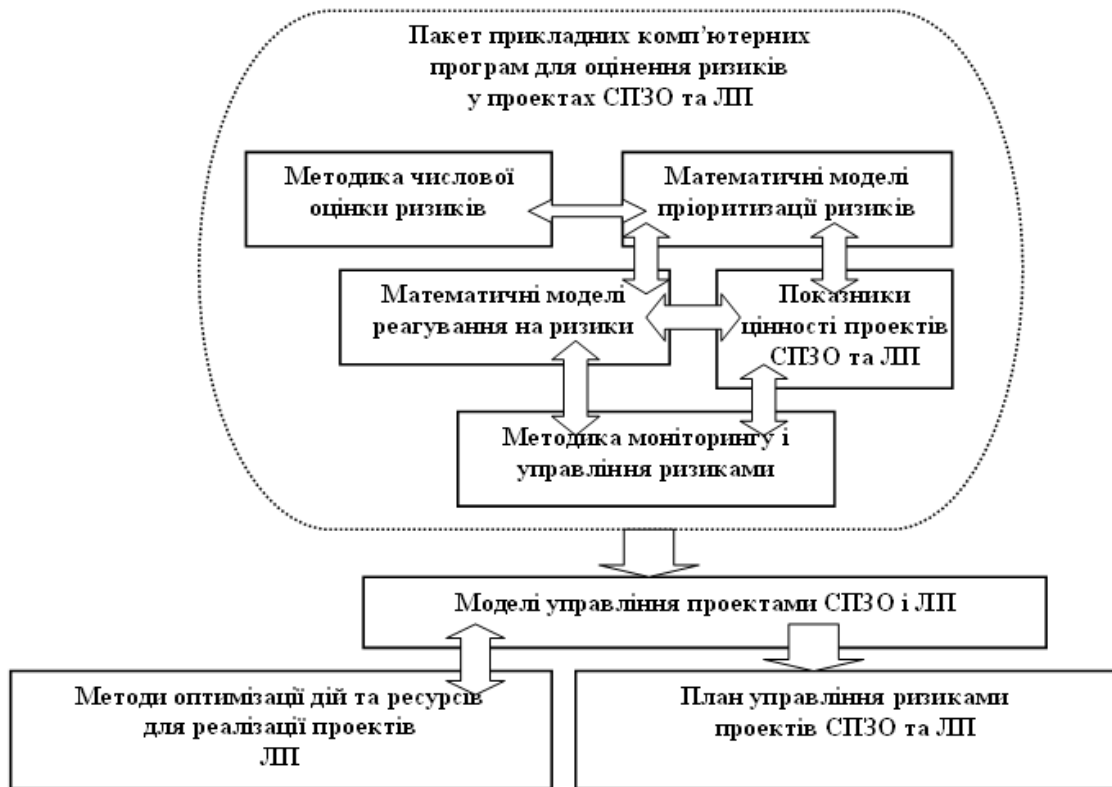 Пакет прикладних комп’ютерних
програм для оцінення ризиків
у проектах СПЗО та ЛП
Методика числової
оцінки ризиків
Математичні моделі
пріоритизації ризиків
Математичні моделі
реагування на ризики
Показники
цінності проектів
СПЗО та ЛП
Методика моніторингу і
управління ризиками
Моделі управління проектами СПЗО і ЛП
Методи оптимізації дій та ресурсів
для реалізації проектів
ЛП
План управління ризиками
проектів СПЗО та ЛП